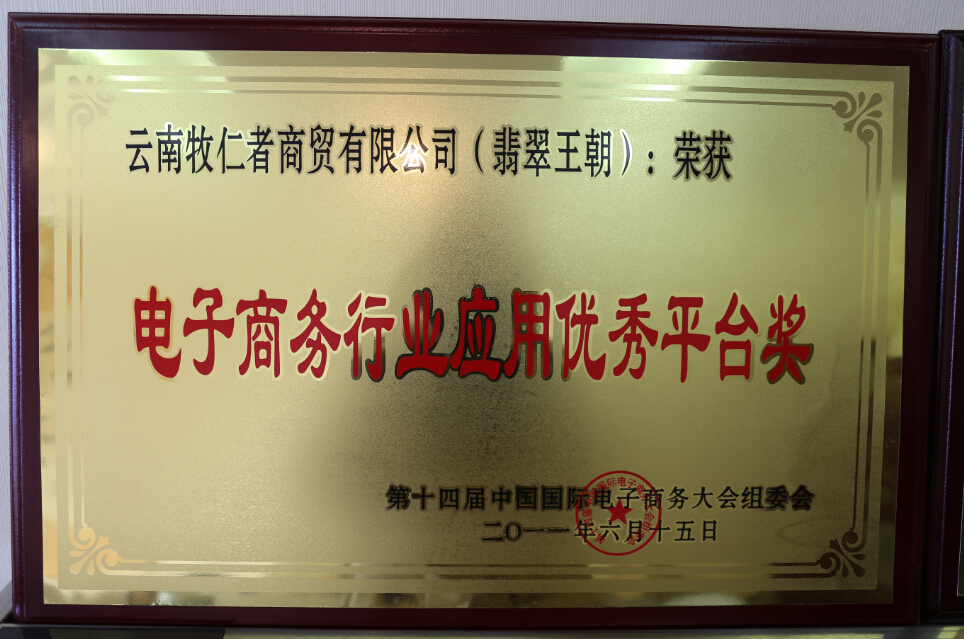 云南牧仁者商贸有限公司（翡翠王朝）：荣获
电子商务行业应用优秀平台奖
第十四届中国国际电子商务大会组委会
二〇一一年六月十五日